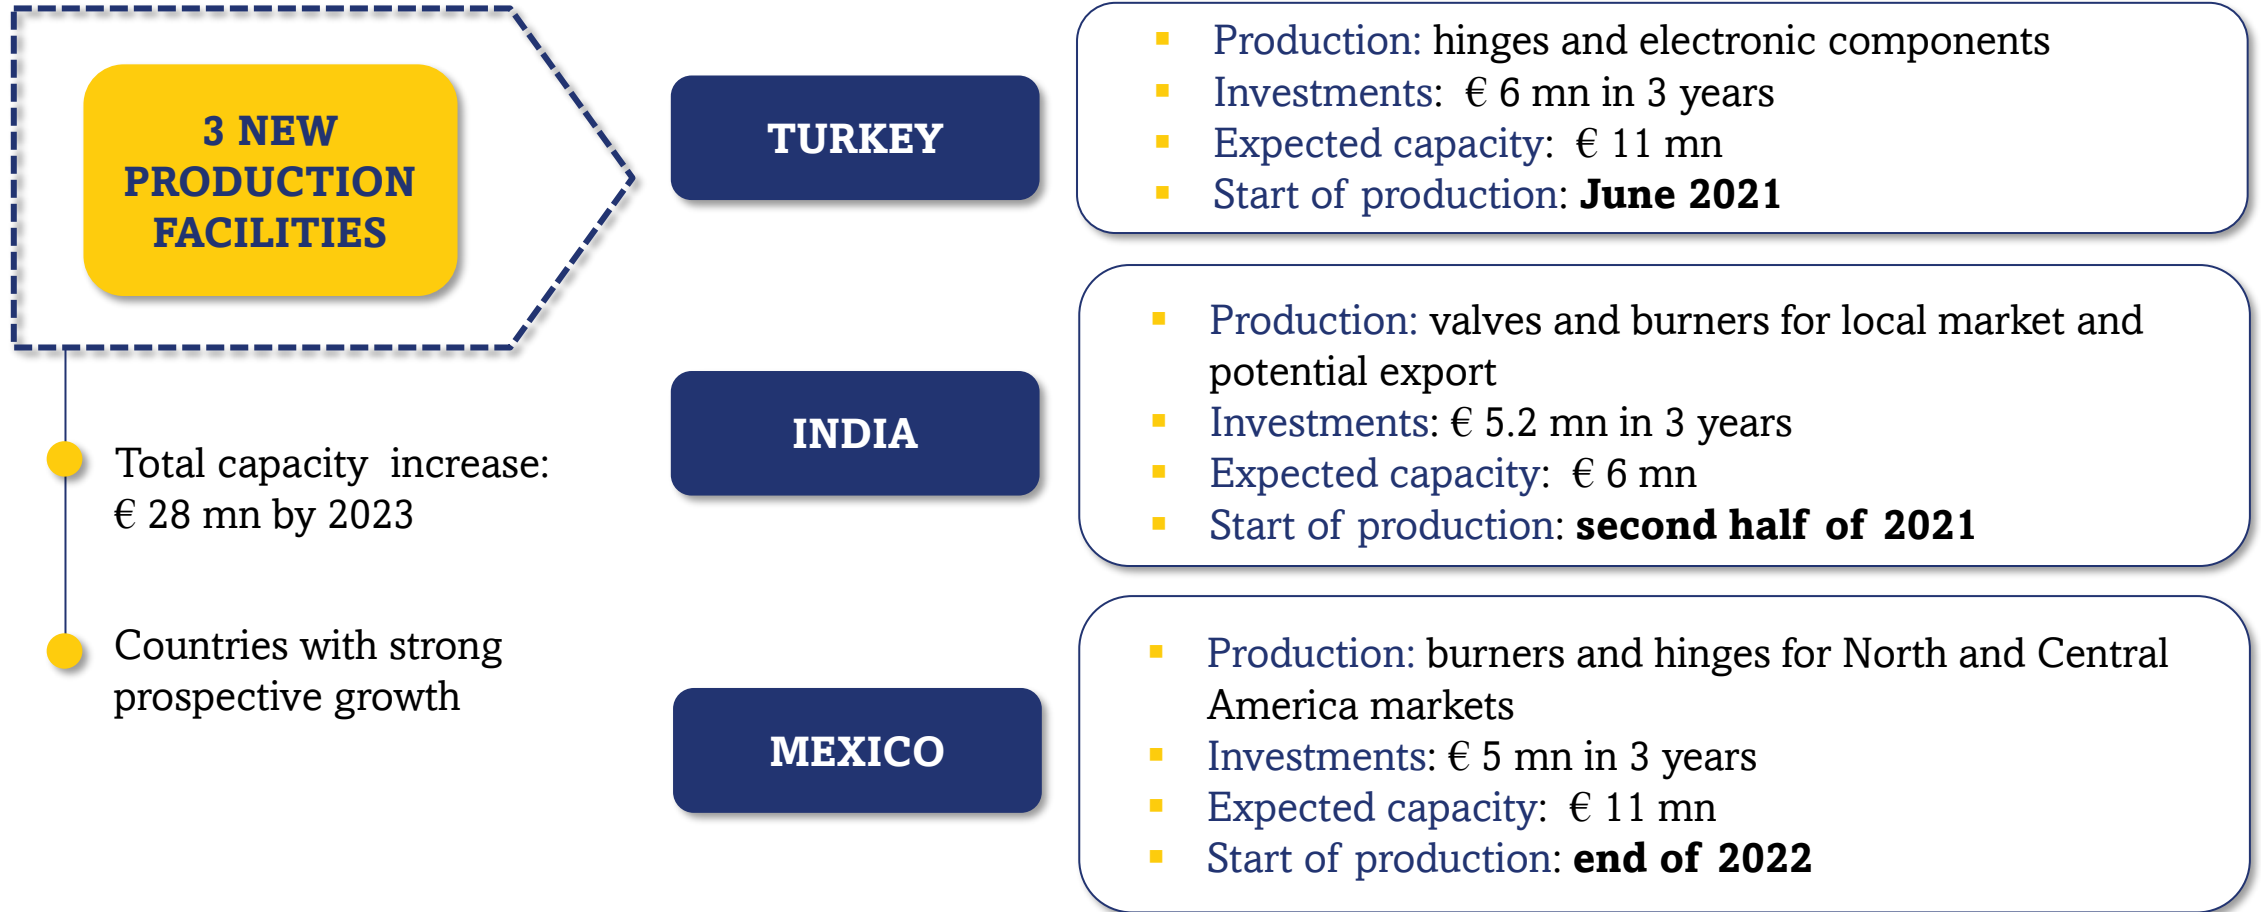 3 NEW
PRODUCTION
FACILITIES
Total capacity increase:
€ 28 mn by 2023
Countries with strong
prospective growth
TURKEY
Production: hinges and electronic components
Investments: € 6 mn in 3 years
Expected capacity: € 11 mn
Start of production: June 2021
INDIA
Production: valves and burners for local market and
potential export
Investments: € 5.2 mn in 3 years
Expected capacity: € 6 mn
Start of production: second half of 2021
MEXICO
Production: burners and hinges for North and Central
America markets
Investments: € 5 mn in 3 years
Expected capacity: € 11 mn
Start of production: end of 2022